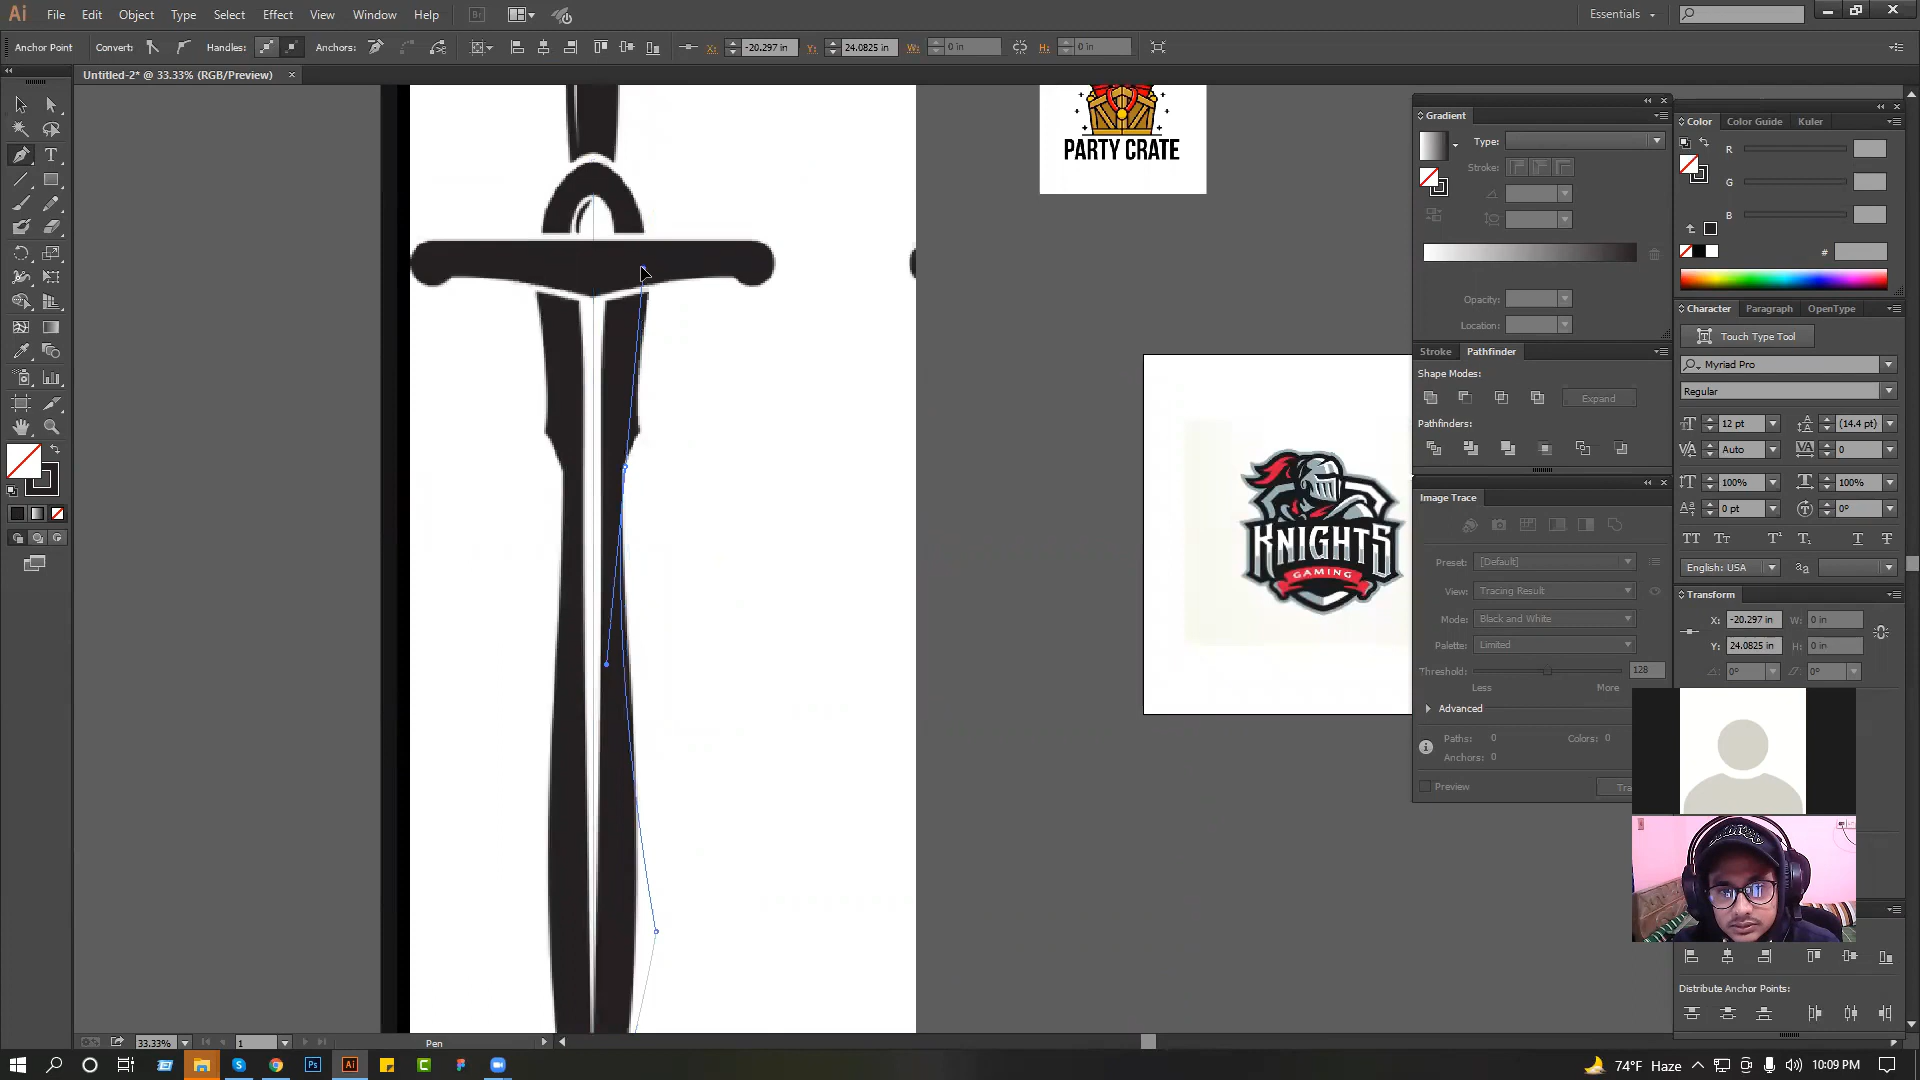 Ai File Edit Object Type Select Effect View Window Help Br Essentials
Anchor Point Convert: Handles: Anchors: X: -20.297 in Y: 24.0825 in W: 0 in H: 0 in
Untitled-2* @ 33.33% (RGB/Preview)
PARTY CRATE
KNIGHTS
GAMING
Gradient
Type:
Stroke:
Opacity:
Location:
Stroke Pathfinder
Shape Modes:
Expand
Pathfinders:
Image Trace
Preset: [Default]
View: Tracing Result
Mode: Black and White
Palette: Limited
Threshold: 128
Less More
Advanced
Paths: 0 Colors: 0
Anchors: 0
Preview
Color Color Guide Kuler
R
G
B
#
Character Paragraph OpenType
Touch Type Tool
Myriad Pro
Regular
12 pt (14.4 pt)
Auto 0
100% 100%
0 pt 0°
English: USA
Transform
X: -20.297 in W: 0 in
Y: 24.0825 in H: 0 in
0° 0°
Distribute Anchor Points:
33.33% 1 Pen
Ps Ai 74°F Haze 10:09 PM